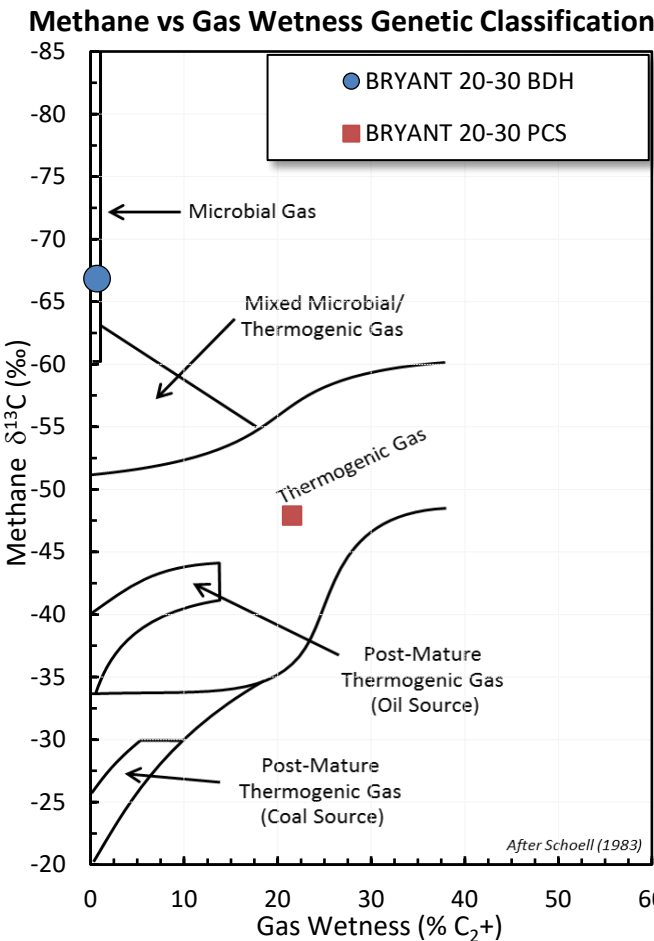 Methane vs Gas Wetness Genetic Classification
-85
BRYANT 20-30 BDH
-80
BRYANT 20-30 PCS
-75
Microbial Gas
-70
-65
Mixed Microbial/
Thermogenic Gas
-60
-55
Thermogenic Gas
-50
-45
-40
Post-Mature
Thermogenic Gas
(Oil Source)
-35
-30
Post-Mature
Thermogenic Gas
(Coal Source)
-25
After Schoell (1983)
-20
Methane δ¹³C (‰)
0 10 20 30 40 50 6
Gas Wetness (% C₂+)